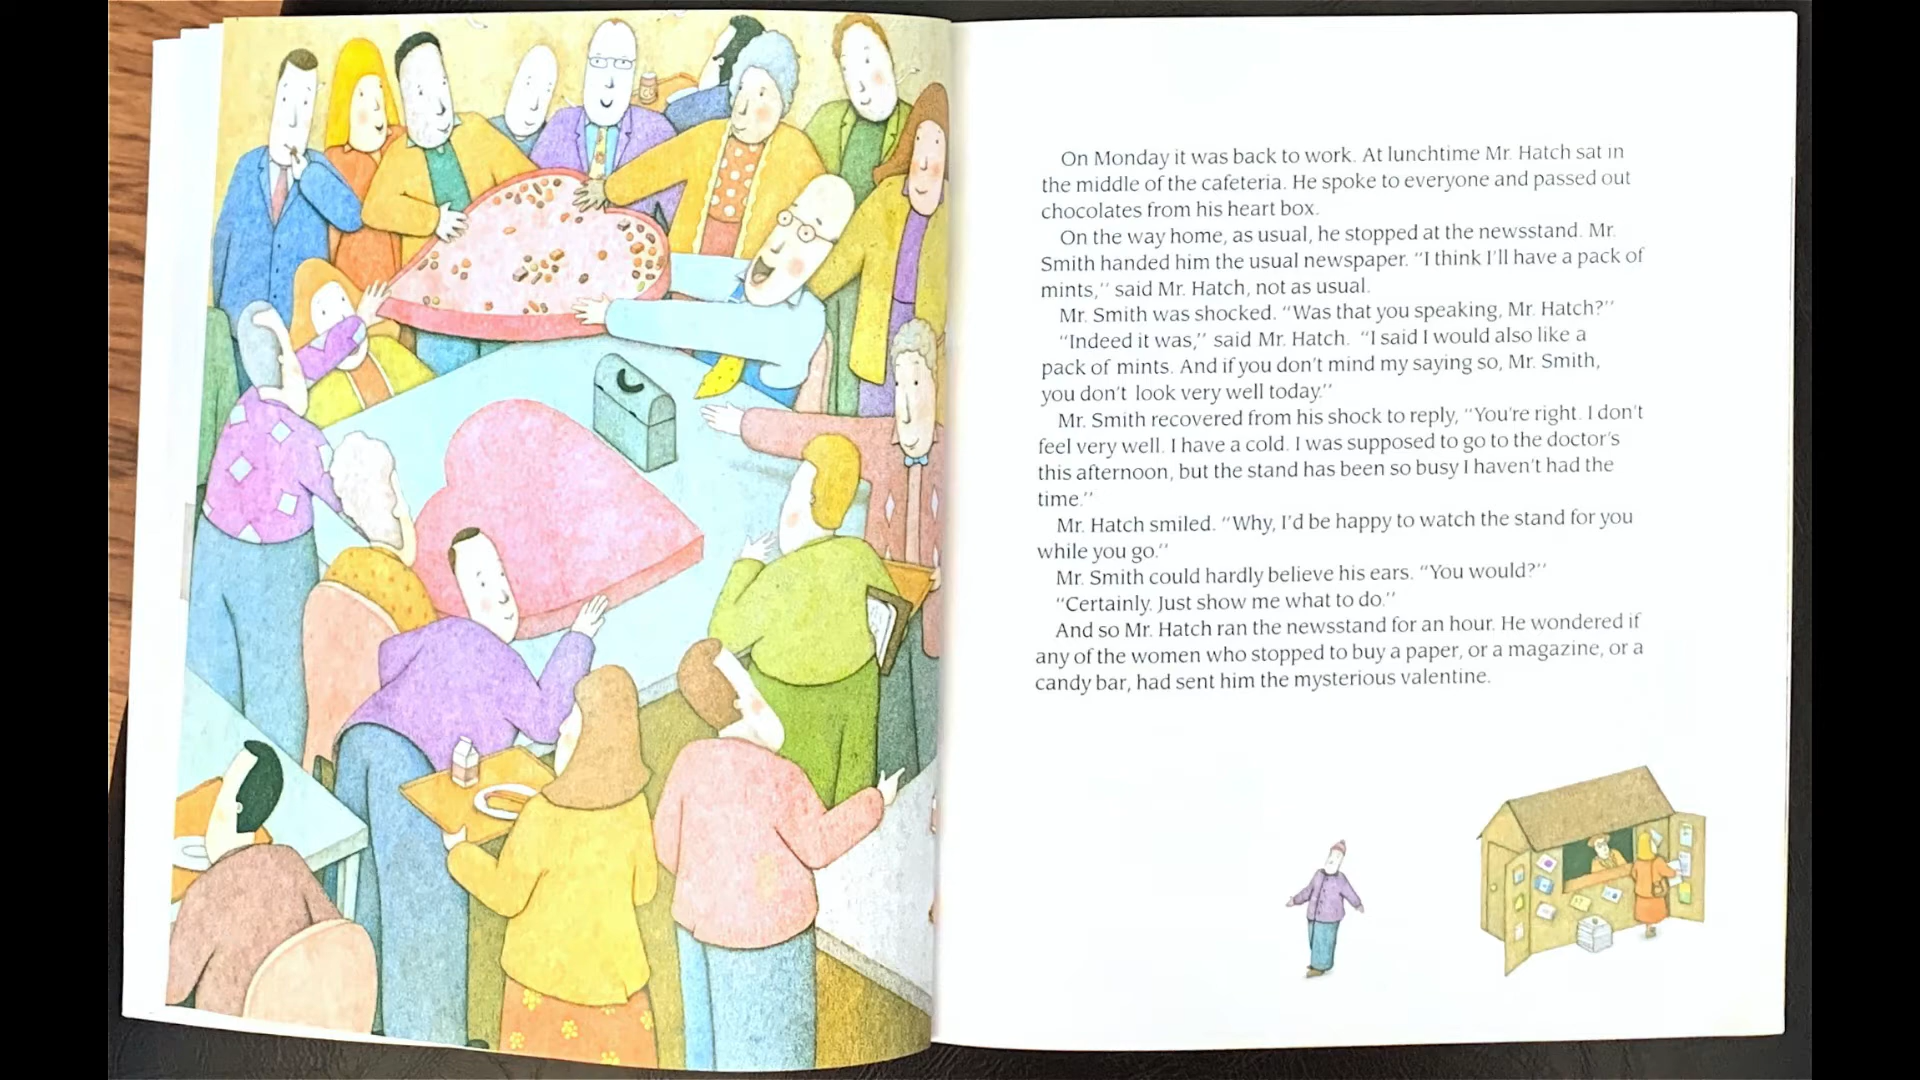 On Monday it was back to work. At lunchtime Mr. Hatch sat in
the middle of the cafeteria. He spoke to everyone and passed out
chocolates from his heart box.
On the way home, as usual, he stopped at the newsstand. Mr.
Smith handed him the usual newspaper. “I think I’ll have a pack of
mints,” said Mr. Hatch, not as usual.
Mr. Smith was shocked. “Was that you speaking, Mr. Hatch?”
“Indeed it was,” said Mr. Hatch. “I said I would also like a
pack of mints. And if you don’t mind my saying so, Mr. Smith,
you don’t look very well today.”
Mr. Smith recovered from his shock to reply, “You’re right. I don’t
feel very well. I have a cold. I was supposed to go to the doctor’s
this afternoon, but the stand has been so busy I haven’t had the
time.”
Mr. Hatch smiled. “Why, I’d be happy to watch the stand for you
while you go.”
Mr. Smith could hardly believe his ears. “You would?”
“Certainly. Just show me what to do.”
And so Mr. Hatch ran the newsstand for an hour. He wondered if
any of the women who stopped to buy a paper, or a magazine, or a
candy bar, had sent him the mysterious valentine.